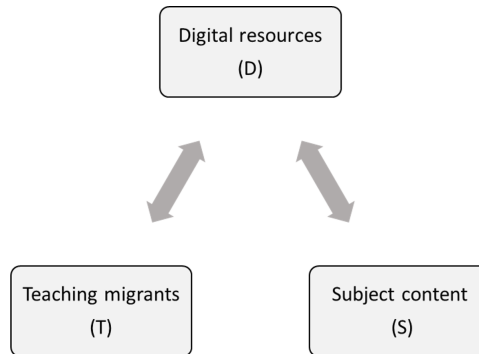 Digital resources
(D)
Teaching migrants
(T)
Subject content
(S)